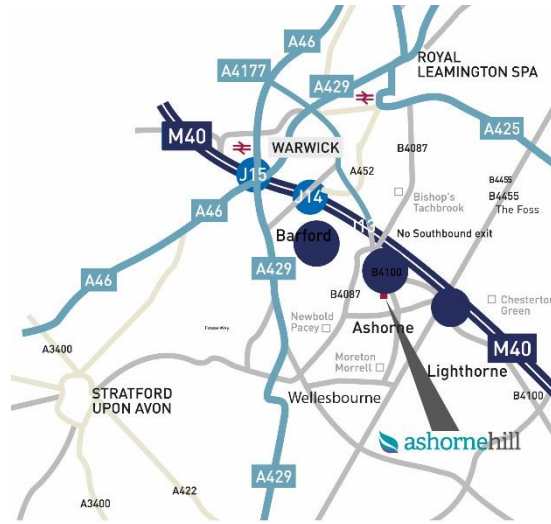 A46
A4177
ROYAL
LEAMINGTON SPA
A429
M40
A425
WARWICK
B4087
J15
A452
B4455
J14
Bishop's
Tachbrook
B4455
The Foss
A46
J13
No Southbound exit
Barford
A429
B4100
A46
B4087
Chesterton
Green
Newbold
Pacey
Ashorne
A3400
M40
Moreton
Morrell
Lighthorne
STRATFORD
UPON AVON
Wellesbourne
B4100
ashornehill
A429
A422
A3400